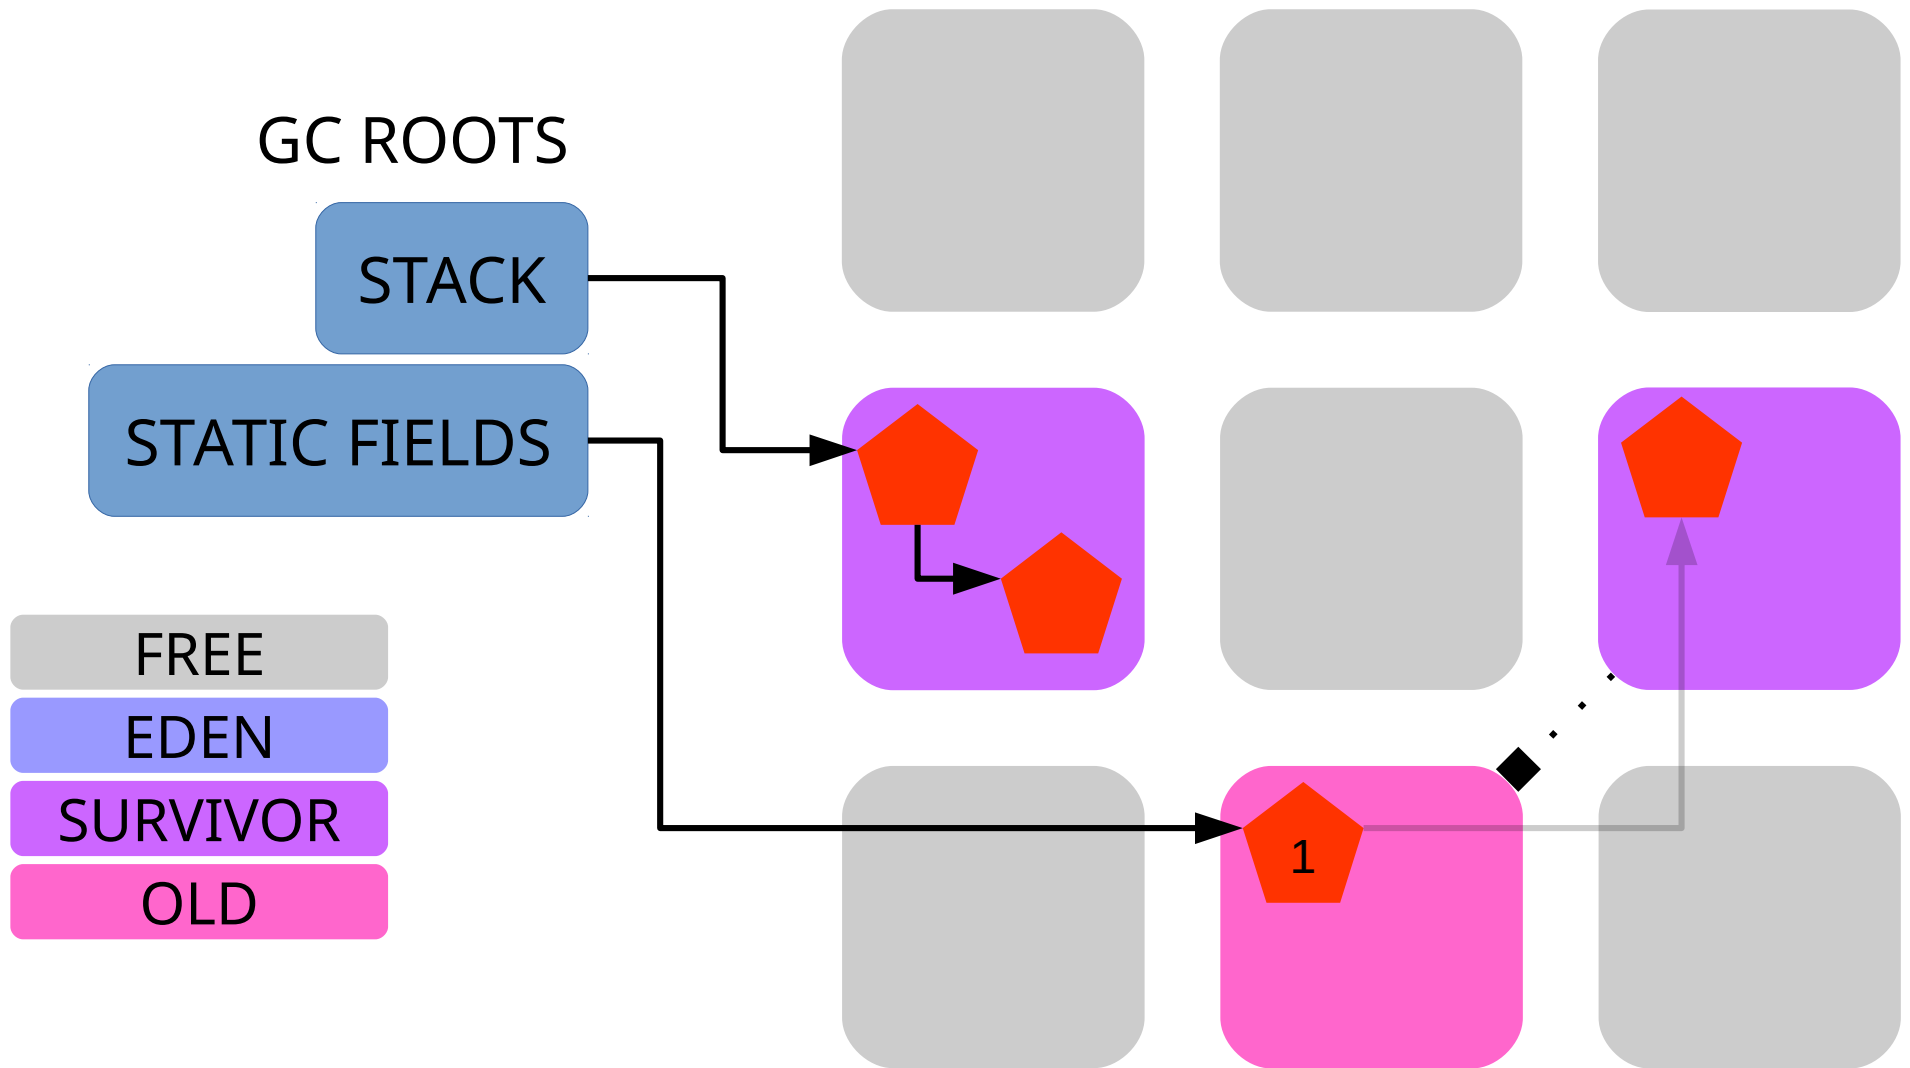 GC ROOTS
STACK
STATIC FIELDS
FREE
EDEN
SURVIVOR
OLD
1